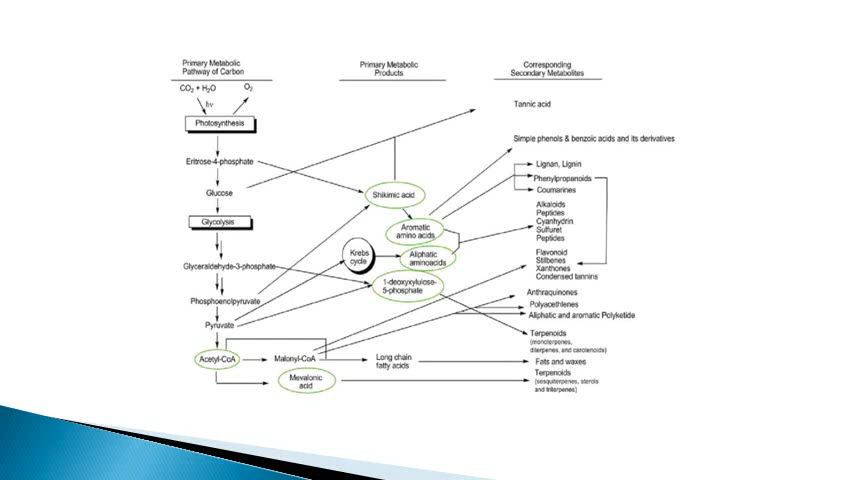 Primary Metabolic
Pathway of Carbon
Primary Metabolic
Products
Corresponding
Secondary Metabolites
CO₂ + H₂O
O₂
hv
Photosynthesis
Eritrose-4-phosphate
Glucose
Glycolysis
Glyceraldehyde-3-phosphate
Phosphoenolpyruvate
Pyruvate
Acetyl-CoA
Malonyl-CoA
Long chain
fatty acids
Mevalonic
acid
Shikimic acid
Aromatic
amino acids
Krebs
cycle
Aliphatic
aminoacids
1-deoxyxylulose-
5-phosphate
Tannic acid
Simple phenols & benzoic acids and its derivatives
Lignan, Lignin
Phenylpropanoids
Coumarines
Alkaloids
Peptides
Cyanhydrin
Sulfuret
Peptides
Flavonoid
Stilbenes
Xanthones
Condensed tannins
Anthraquinones
Polyacethlenes
Aliphatic and aromatic Polyketide
Terpenoids
(monoterpenes,
diterpenes, and carotenoids)
Fats and waxes
Terpenoids
(sesquiterpenes, sterols
and triterpenes)